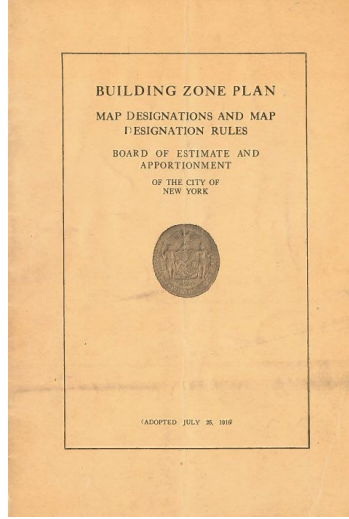 BUILDING ZONE PLAN
MAP DESIGNATIONS AND MAP
DESIGNATION RULES
BOARD OF ESTIMATE AND
APPORTIONMENT
OF THE CITY OF
NEW YORK
(ADOPTED JULY 25, 1916)